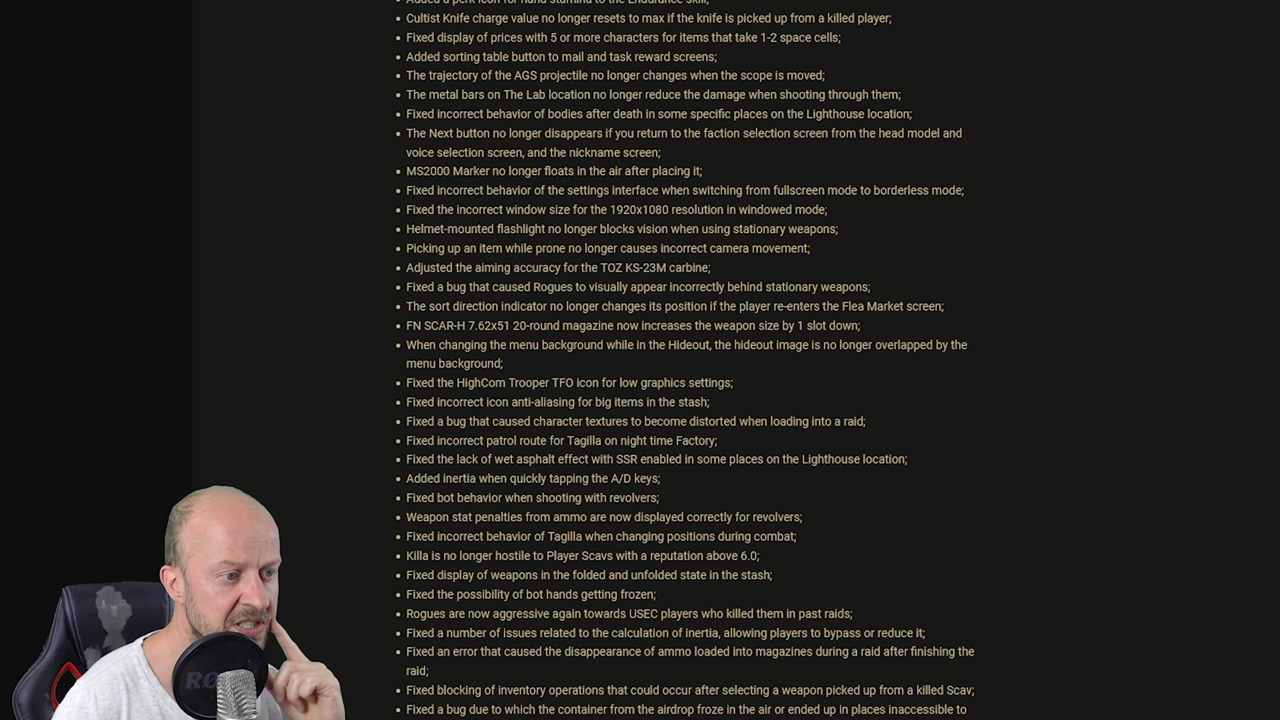 Added a perk icon for hand stamina to the Endurance skill;
Cultist Knife charge value no longer resets to max if the knife is picked up from a killed player;
Fixed display of prices with 5 or more characters for items that take 1-2 space cells;
Added sorting table button to mail and task reward screens;
The trajectory of the AGS projectile no longer changes when the scope is moved;
The metal bars on The Lab location no longer reduce the damage when shooting through them;
Fixed incorrect behavior of bodies after death in some specific places on the Lighthouse location;
The Next button no longer disappears if you return to the faction selection screen from the head model and
voice selection screen, and the nickname screen;
MS2000 Marker no longer floats in the air after placing it;
Fixed incorrect behavior of the settings interface when switching from fullscreen mode to borderless mode;
Fixed the incorrect window size for the 1920x1080 resolution in windowed mode;
Helmet-mounted flashlight no longer blocks vision when using stationary weapons;
Picking up an item while prone no longer causes incorrect camera movement;
Adjusted the aiming accuracy for the TOZ KS-23M carbine;
Fixed a bug that caused Rogues to visually appear incorrectly behind stationary weapons;
The sort direction indicator no longer changes its position if the player re-enters the Flea Market screen;
FN SCAR-H 7.62x51 20-round magazine now increases the weapon size by 1 slot down;
When changing the menu background while in the Hideout, the hideout image is no longer overlapped by the
menu background;
Fixed the HighCom Trooper TFO icon for low graphics settings;
Fixed incorrect icon anti-aliasing for big items in the stash;
Fixed a bug that caused character textures to become distorted when loading into a raid;
Fixed incorrect patrol route for Tagilla on night time Factory;
Fixed the lack of wet asphalt effect with SSR enabled in some places on the Lighthouse location;
Added inertia when quickly tapping the A/D keys;
Fixed bot behavior when shooting with revolvers;
Weapon stat penalties from ammo are now displayed correctly for revolvers;
Fixed incorrect behavior of Tagilla when changing positions during combat;
Killa is no longer hostile to Player Scavs with a reputation above 6.0;
Fixed display of weapons in the folded and unfolded state in the stash;
Fixed the possibility of bot hands getting frozen;
Rogues are now aggressive again towards USEC players who killed them in past raids;
Fixed a number of issues related to the calculation of inertia, allowing players to bypass or reduce it;
Fixed an error that caused the disappearance of ammo loaded into magazines during a raid after finishing the
raid;
Fixed blocking of inventory operations that could occur after selecting a weapon picked up from a killed Scav;
Fixed a bug due to which the container from the airdrop froze in the air or ended up in places inaccessible to